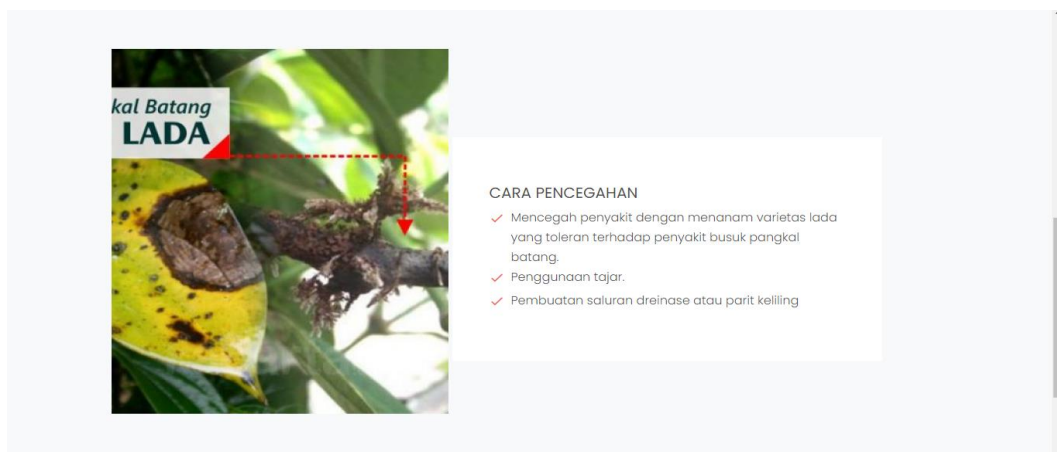 kal Batang
LADA
CARA PENCEGAHAN
Mencegah penyakit dengan menanam varietas lada
yang toleran terhadap penyakit busuk pangkal
batang.
Penggunaan tajar.
Pembuatan saluran dreinase atau parit keliling